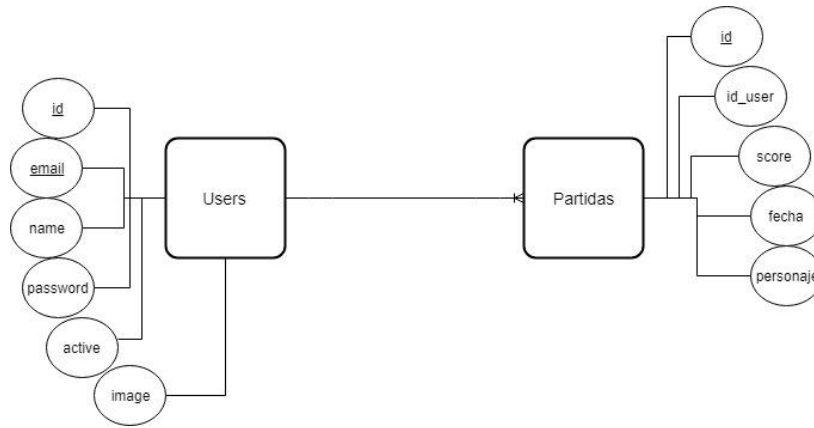 id
email
name
password
active
image
Users
Partidas
id
id_user
score
fecha
personaje